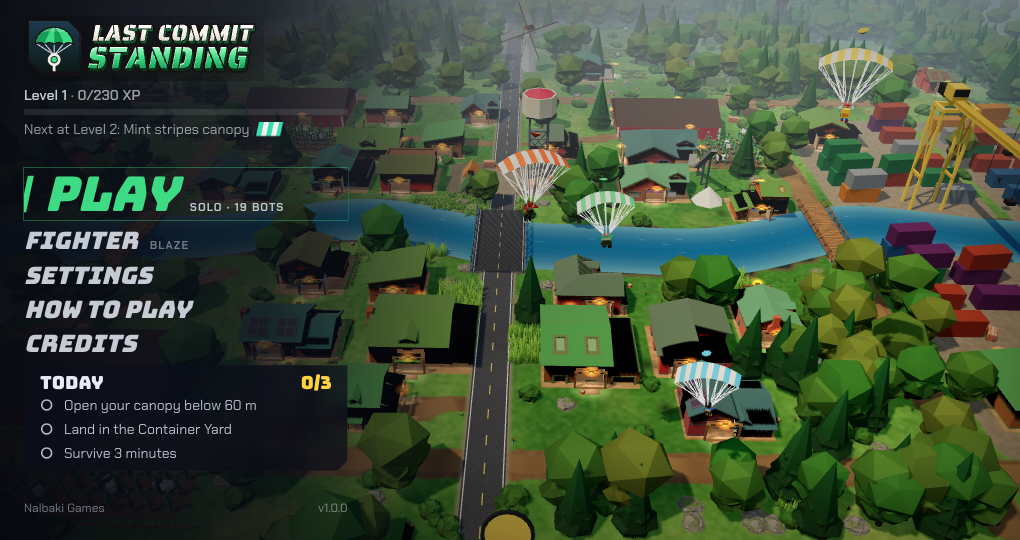 LAST COMMIT
STANDING
Level 1 · 0/230 XP
Next at Level 2: Mint stripes canopy
PLAY SOLO · 19 BOTS
FIGHTER BLAZE
SETTINGS
HOW TO PLAY
CREDITS
TODAY 0/3
Open your canopy below 60 m
Land in the Container Yard
Survive 3 minutes
Nalbaki Games v1.0.0